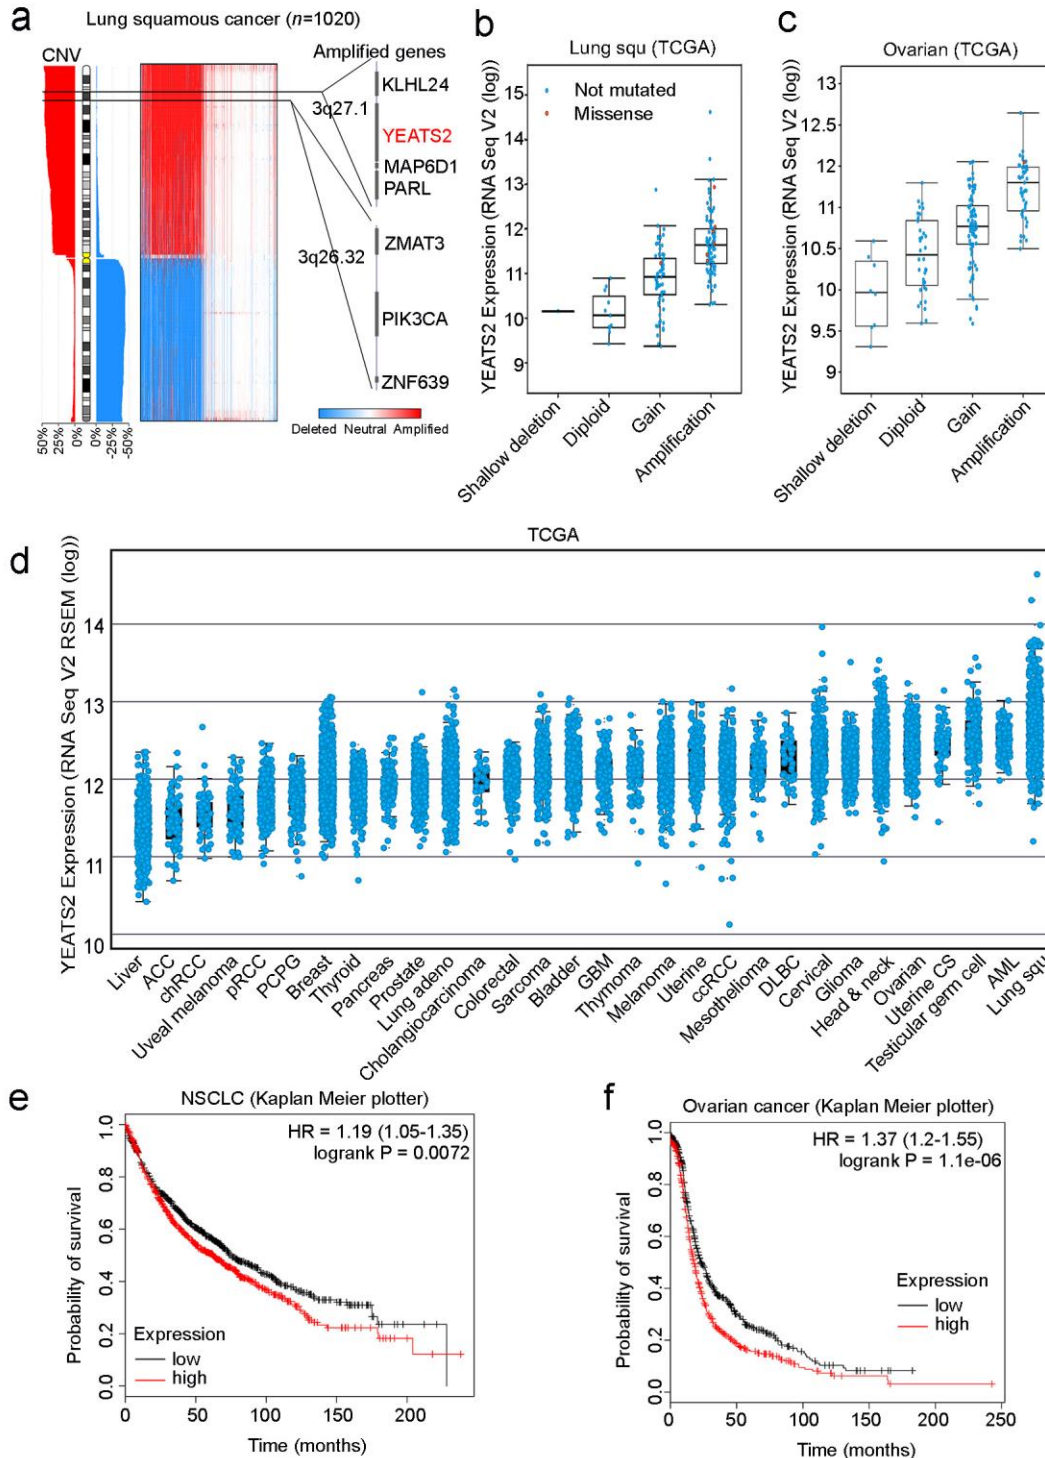 a
Lung squamous cancer (n=1020)
CNV
Amplified genes
KLHL24
3q27.1
YEATS2
MAP6D1
PARL
ZMAT3
3q26.32
PIK3CA
ZNF639
Deleted Neutral Amplified
50%
25%
0%
0%
-25%
-50%
b
Lung squ (TCGA)
YEATS2 Expression (RNA Seq V2 (log))
Not mutated
Missense
15
14
13
12
11
10
9
Shallow deletion
Diploid
Gain
Amplification
c
Ovarian (TCGA)
YEATS2 Expression (RNA Seq V2 (log))
13
12.5
12
11
10.5
10
9.5
9
Shallow deletion
Diploid
Gain
Amplification
d
TCGA
YEATS2 Expression (RNA Seq V2 RSEM (log))
14
13
12
11
10
Liver
ACC
chRCC
Uveal melanoma
pRCC
PCPG
Breast
Thyroid
Pancreas
Prostate
Lung adeno
Cholangiocarcinoma
Colorectal
Sarcoma
Bladder
GBM
Thymoma
Melanoma
Uterine
ccRCC
Mesothelioma
DLBC
Cervical
Glioma
Head & neck
Ovarian
Uterine CS
Testicular germ cell
AML
Lung squ
e
NSCLC (Kaplan Meier plotter)
HR = 1.19 (1.05-1.35)
logrank P = 0.0072
Probability of survival
1.0
0.8
0.6
0.4
0.2
0.0
Expression
low
high
0 50 100 150 200
Time (months)
f
Ovarian cancer (Kaplan Meier plotter)
HR = 1.37 (1.2-1.55)
logrank P = 1.1e-06
Probability of survival
1.0
0.8
0.6
0.4
0.2
0.0
Expression
low
high
0 50 100 150 200 250
Time (months)